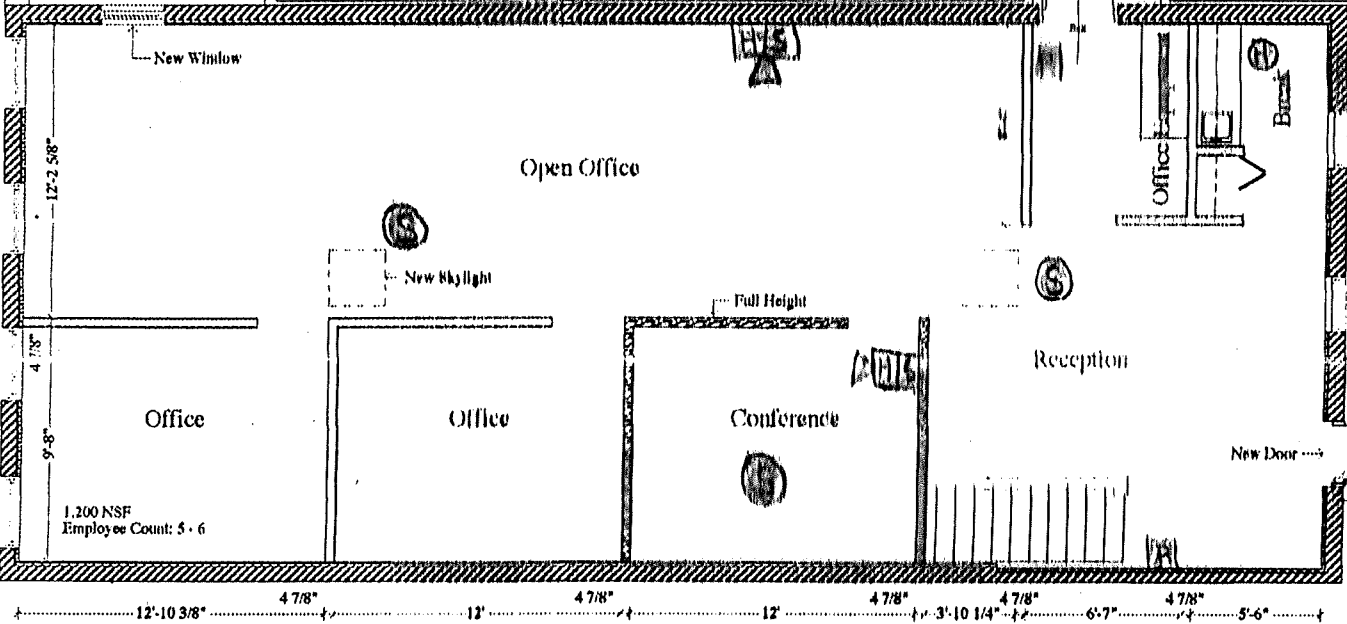 New Window
H/S
12'-2 5/8"
Open Office
Office
S
New Skylight
S
Full Height
4 7/8"
Reception
Office
Office
Conference
9'-8"
New Door
1,200 NSF
Employee Count: 5 - 6
4 7/8"
4 7/8"
4 7/8"
4 7/8"
4 7/8"
12'-10 3/8"
12'
12'
3'-10 1/4"
6'-7"
5'-6"